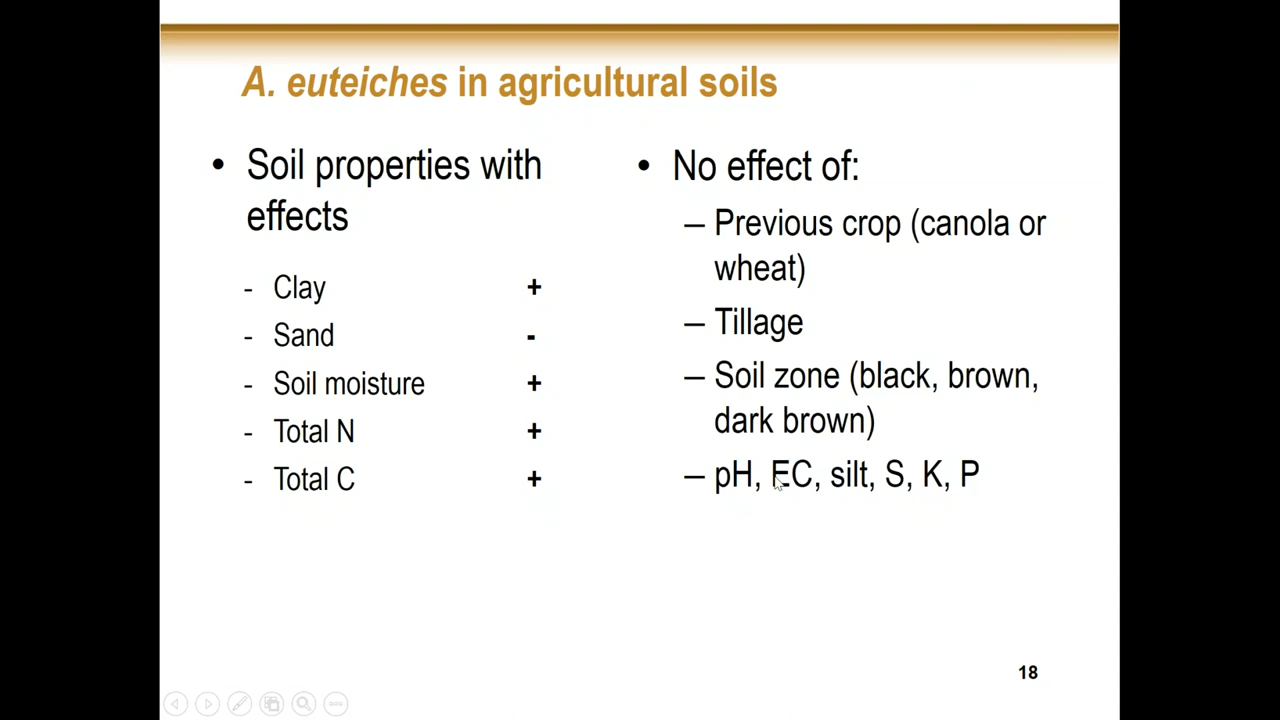 A. euteiches in agricultural soils
• Soil properties with
effects
- Clay +
- Sand -
- Soil moisture +
- Total N +
- Total C +
• No effect of:
– Previous crop (canola or
wheat)
– Tillage
– Soil zone (black, brown,
dark brown)
– pH, EC, silt, S, K, P
18